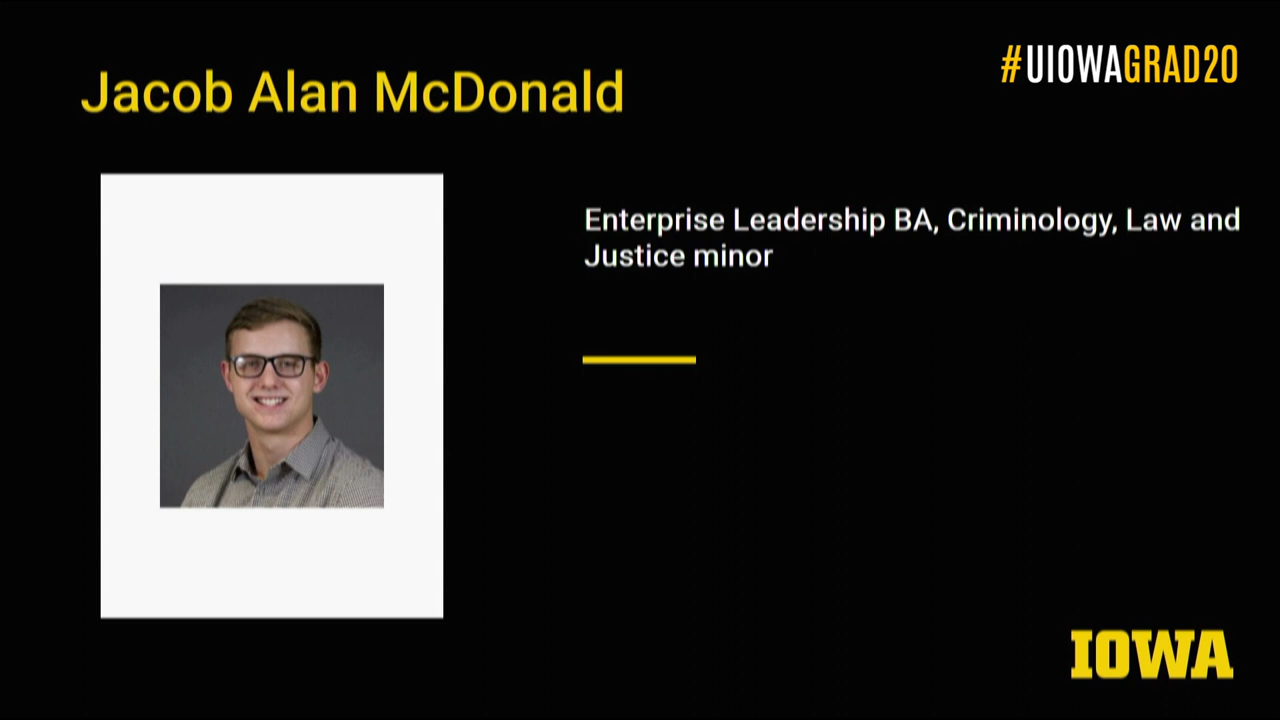 #UIOWAGRAD20
Jacob Alan McDonald
Enterprise Leadership BA, Criminology, Law and
Justice minor
IOWA